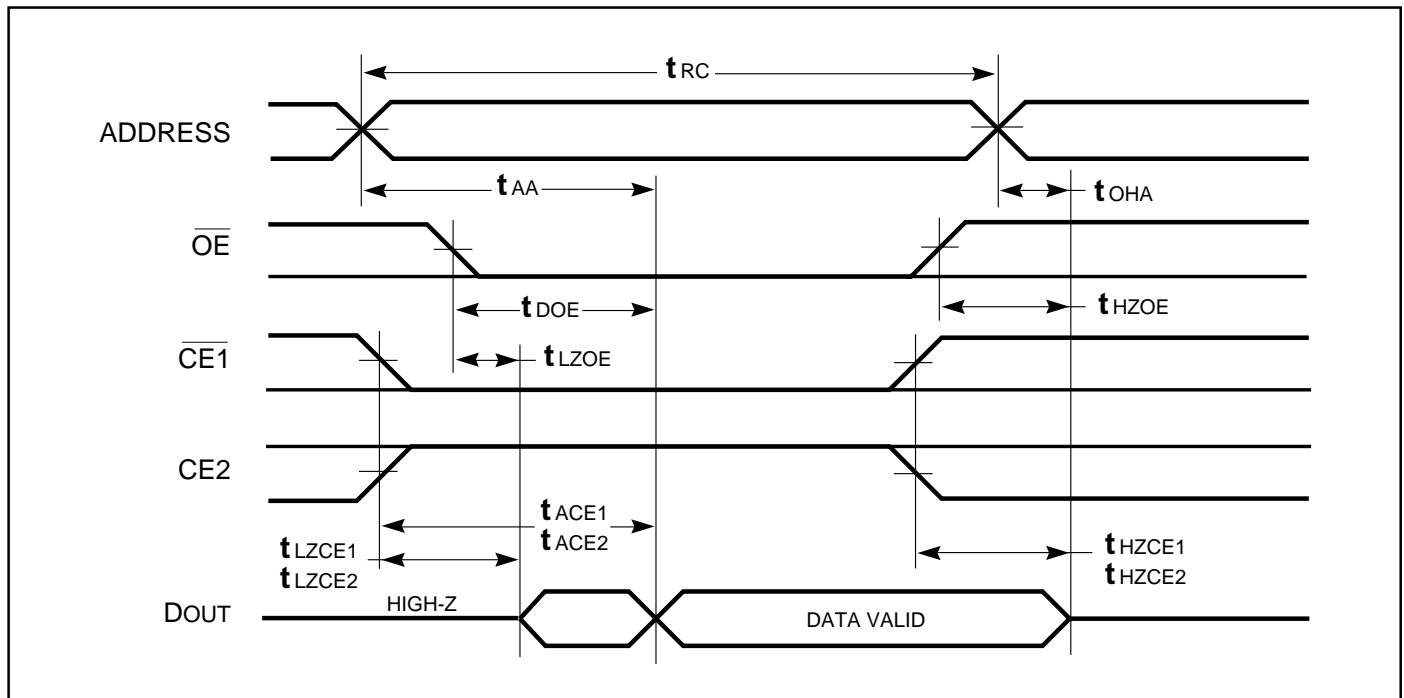 tRC
ADDRESS
tAA
tOHA
OE
tDOE
tHZOE
CE1
tLZOE
CE2
tACE1
tACE2
tLZCE1
tLZCE2
tHZCE1
tHZCE2
HIGH-Z
DOUT
DATA VALID